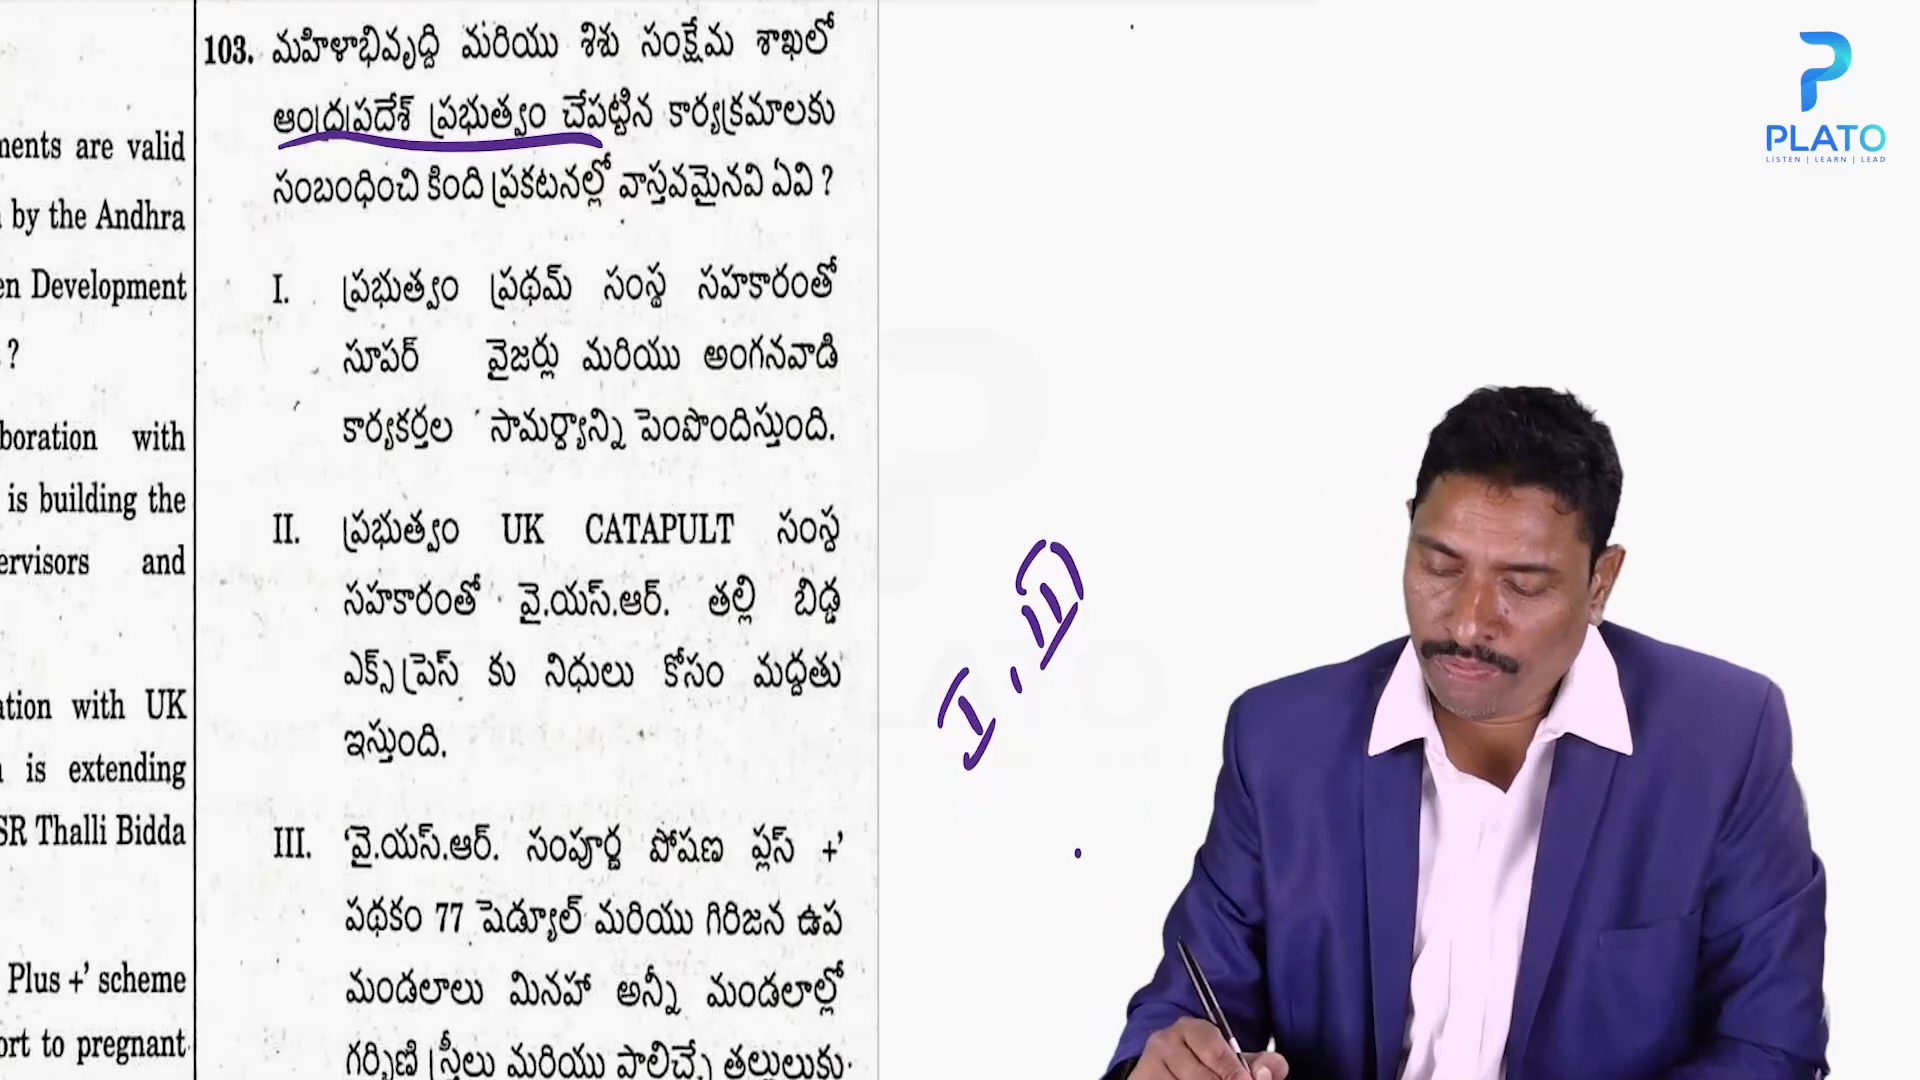 ments are valid
by the Andhra
en Development
?
boration with
is building the
ervisors and
ation with UK
is extending
SR Thalli Bidda
Plus +' scheme
ort to pregnant
103. మహిళాభివృద్ది మరియు శిశు సంక్షేమ శాఖలో
ఆంధ్రప్రదేశ్ ప్రభుత్వం చేపట్టిన కార్యక్రమాలకు
సంబంధించి కింది ప్రకటనల్లో వాస్తవమైనవి ఏవి ?
I. ప్రభుత్వం ప్రథమ్ సంస్థ సహకారంతో
సూపర్ వైజర్లు మరియు అంగనవాడి
కార్యకర్తల సామర్థ్యాన్ని పెంపొందిస్తుంది.
II. ప్రభుత్వం UK CATAPULT సంస్థ
సహకారంతో వై.యస్.ఆర్. తల్లి బిడ్డ
ఎక్స్‌ప్రెస్ కు నిధులు కోసం మద్దతు
ఇస్తుంది.
III. 'వై.యస్.ఆర్. సంపూర్ణ పోషణ ప్లస్ +'
పథకం 77 షెడ్యూల్ మరియు గిరిజన ఉప
మండలాలు మినహా అన్నీ మండలాల్లో
గర్భిణి స్త్రీలు మరియు పాలిచ్చే తల్లులుకు
I, II
PLATO
LISTEN | LEARN | LEAD